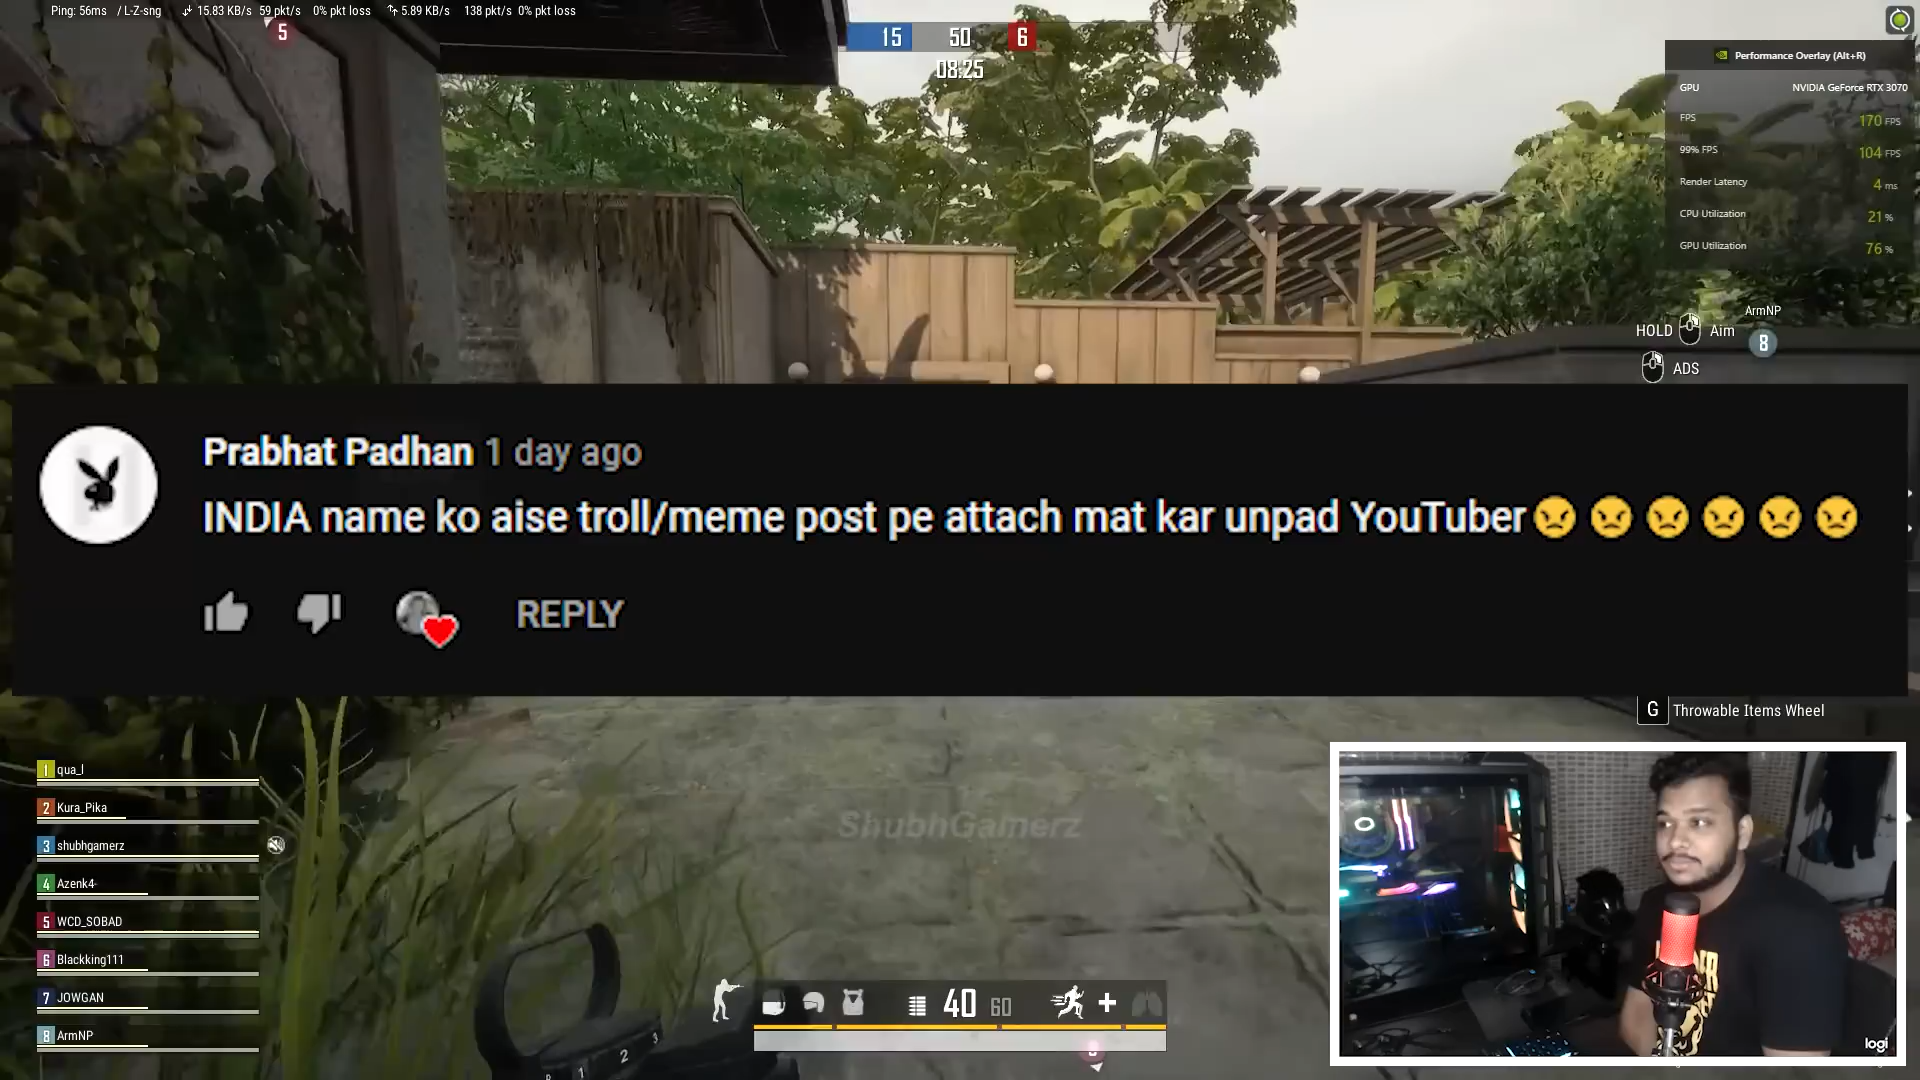 Ping: 56ms / L-Z-sng 15.83 KB/s 59 pkt/s 0% pkt loss 5.89 KB/s 138 pkt/s 0% pkt loss
5
15 50 6
08:25
Performance Overlay (Alt+R)
GPU NVIDIA GeForce RTX 3070
FPS 170 FPS
99% FPS 104 FPS
Render Latency 4 ms
CPU Utilization 21 %
GPU Utilization 76 %
ArmNP
8
HOLD Aim
ADS
Prabhat Padhan 1 day ago
INDIA name ko aise troll/meme post pe attach mat kar unpad YouTuber😠 😠 😠 😠 😠 😠
REPLY
G Throwable Items Wheel
1 qua_l
2 Kura_Pika
3 shubhgamerz
4 Azenk4-
5 WCD_SOBAD
6 Blackking111
7 JOWGAN
8 ArmNP
ShubhGamerz
40 60
1 2 3
logi